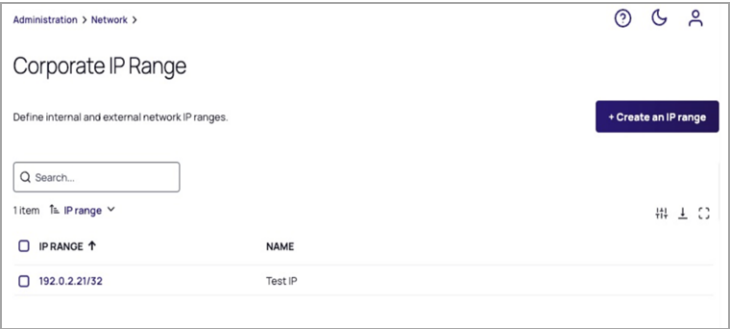 Administration > Network >
Corporate IP Range
Define internal and external network IP ranges.
+ Create an IP range
Search...
1 item IP range
IP RANGE ↑ NAME
192.0.2.21/32 Test IP